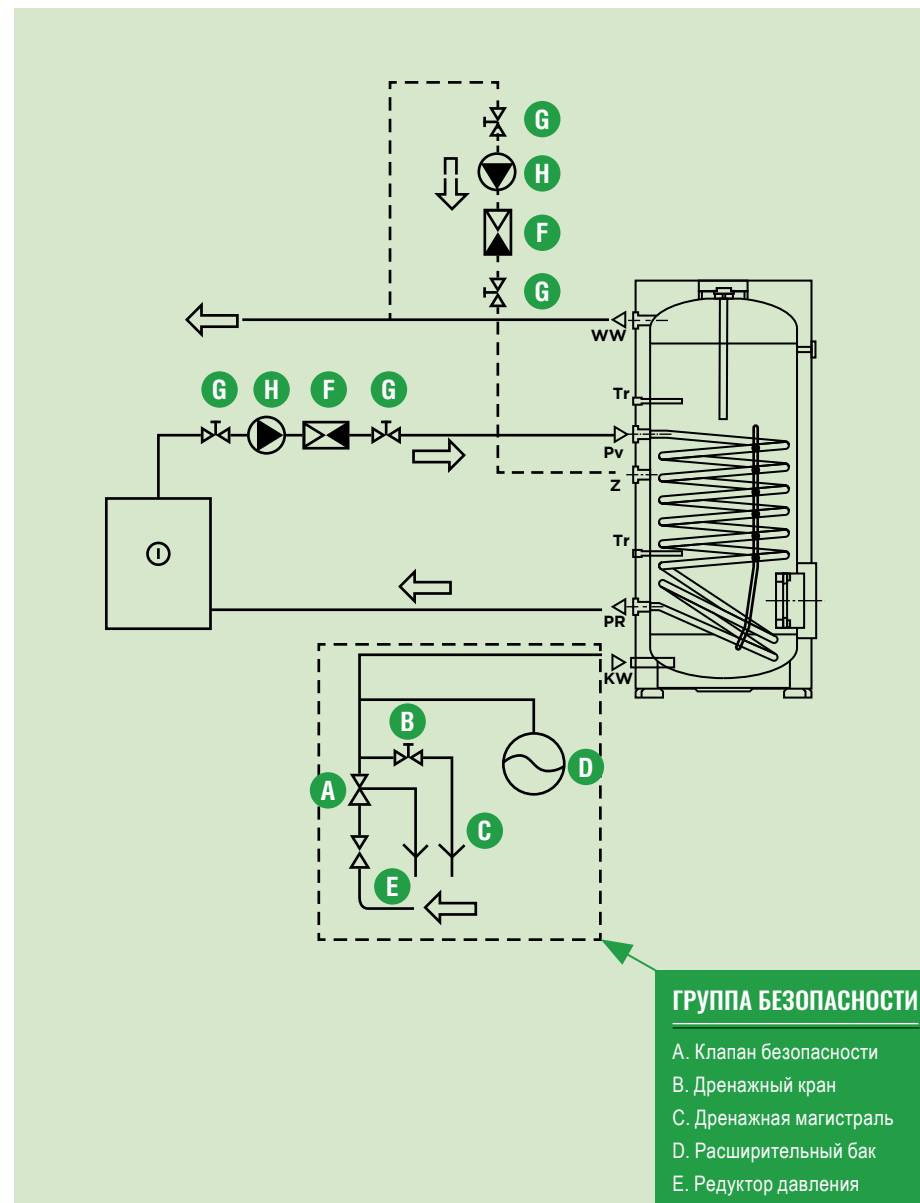 G
H
F
G
WW
G H F G
Tr
Pv
Z
Tr
PR
KW
B
D
A
C
E
ГРУППА БЕЗОПАСНОСТИ
A. Клапан безопасности
B. Дренажный кран
C. Дренажная магистраль
D. Расширительный бак
E. Редуктор давления